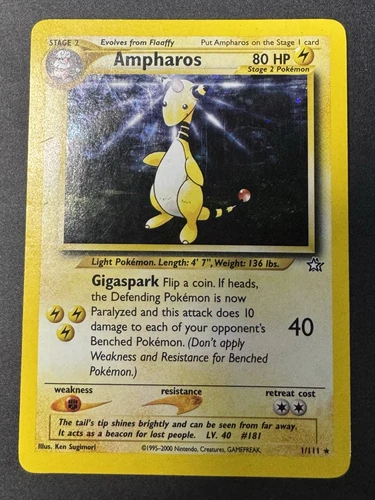 STAGE 2 Evolves from Flaaffy Put Ampharos on the Stage 1 card
Ampharos 80 HP
Stage 2 Pokémon
Light Pokémon. Length: 4' 7", Weight: 136 lbs.
Gigaspark Flip a coin. If heads,
the Defending Pokémon is now
Paralyzed and this attack does 10
damage to each of your opponent's
Benched Pokémon. (Don't apply
Weakness and Resistance for Benched
Pokémon.)
40
weakness resistance retreat cost
The tail's tip shines brightly and can be seen from far away.
It acts as a beacon for lost people. LV. 40 #181
Illus. Ken Sugimori ©1995-2000 Nintendo, Creatures, GAMEFREAK. 1/111 ★